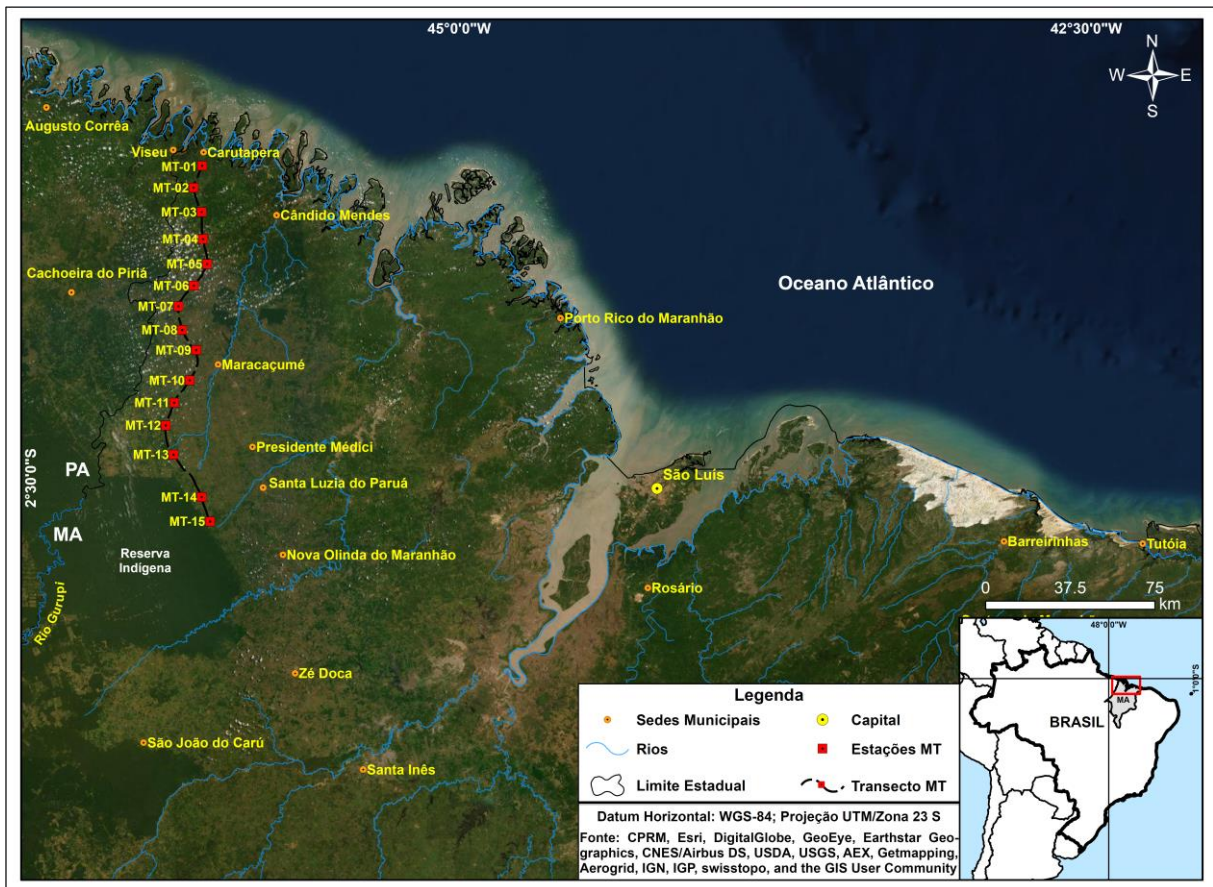 45°0'0"W
42°30'0"W
N
W
E
S
Augusto Corrêa
Viseu
Carutapera
MT-01
MT-02
MT-03
Cândido Mendes
MT-04
MT-05
Cachoeira do Piriá
MT-06
Oceano Atlântico
MT-07
Porto Rico do Maranhão
MT-08
MT-09
Maracaçumé
MT-10
MT-11
MT-12
Presidente Médici
MT-13
PA
São Luís
2°30'0"S
Santa Luzia do Paruá
MT-14
MT-15
MA
Barreirinhas
Tutóia
Reserva
Indígena
Nova Olinda do Maranhão
0 37.5 75
km
Rosário
Rio Gurupí
Zé Doca
São João do Carú
Santa Inês
Legenda
Sedes Municipais
Capital
Rios
Estações MT
Limite Estadual
Transecto MT
Datum Horizontal: WGS-84; Projeção UTM/Zona 23 S
Fonte: CPRM, Esri, DigitalGlobe, GeoEye, Earthstar Geo-
graphics, CNES/Airbus DS, USDA, USGS, AEX, Getmapping,
Aerogrid, IGN, IGP, swisstopo, and the GIS User Community
48°0'0"W
1°0'0"S
MA
BRASIL